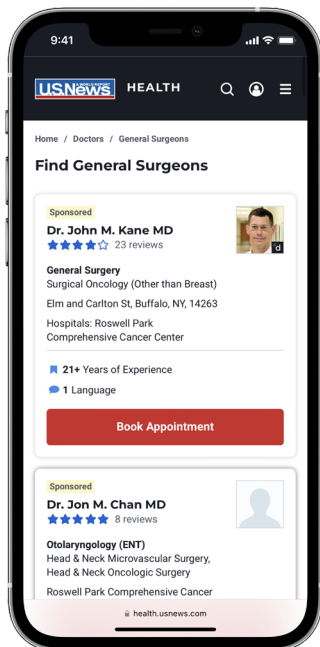 9:41
U.S.News
HEALTH
Home / Doctors / General Surgeons
Find General Surgeons
Sponsored
Dr. John M. Kane MD
23 reviews
General Surgery
Surgical Oncology (Other than Breast)
Elm and Carlton St, Buffalo, NY, 14263
Hospitals: Roswell Park
Comprehensive Cancer Center
d
21+ Years of Experience
1 Language
Book Appointment
Sponsored
Dr. Jon M. Chan MD
8 reviews
Otolaryngology (ENT)
Head & Neck Microvascular Surgery,
Head & Neck Oncologic Surgery
Roswell Park Comprehensive Cancer
health.usnews.com